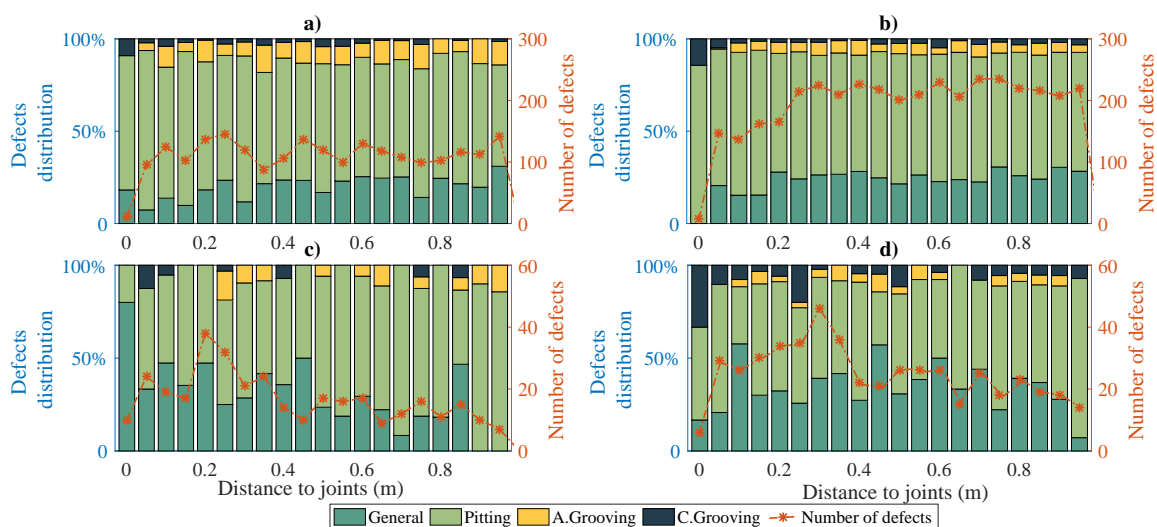 a)
b)
100%
50%
0
Defects
distribution
300
200
100
0
Number of defects
0
0.2
0.4
0.6
0.8
100%
50%
0
Defects
distribution
300
200
100
0
Number of defects
0
0.2
0.4
0.6
0.8
c)
d)
100%
50%
0
Defects
distribution
60
40
20
0
Number of defects
0
0.2
0.4
0.6
0.8
Distance to joints (m)
100%
50%
0
Defects
distribution
60
40
20
0
Number of defects
0
0.2
0.4
0.6
0.8
Distance to joints (m)
General Pitting A.Grooving C.Grooving Number of defects